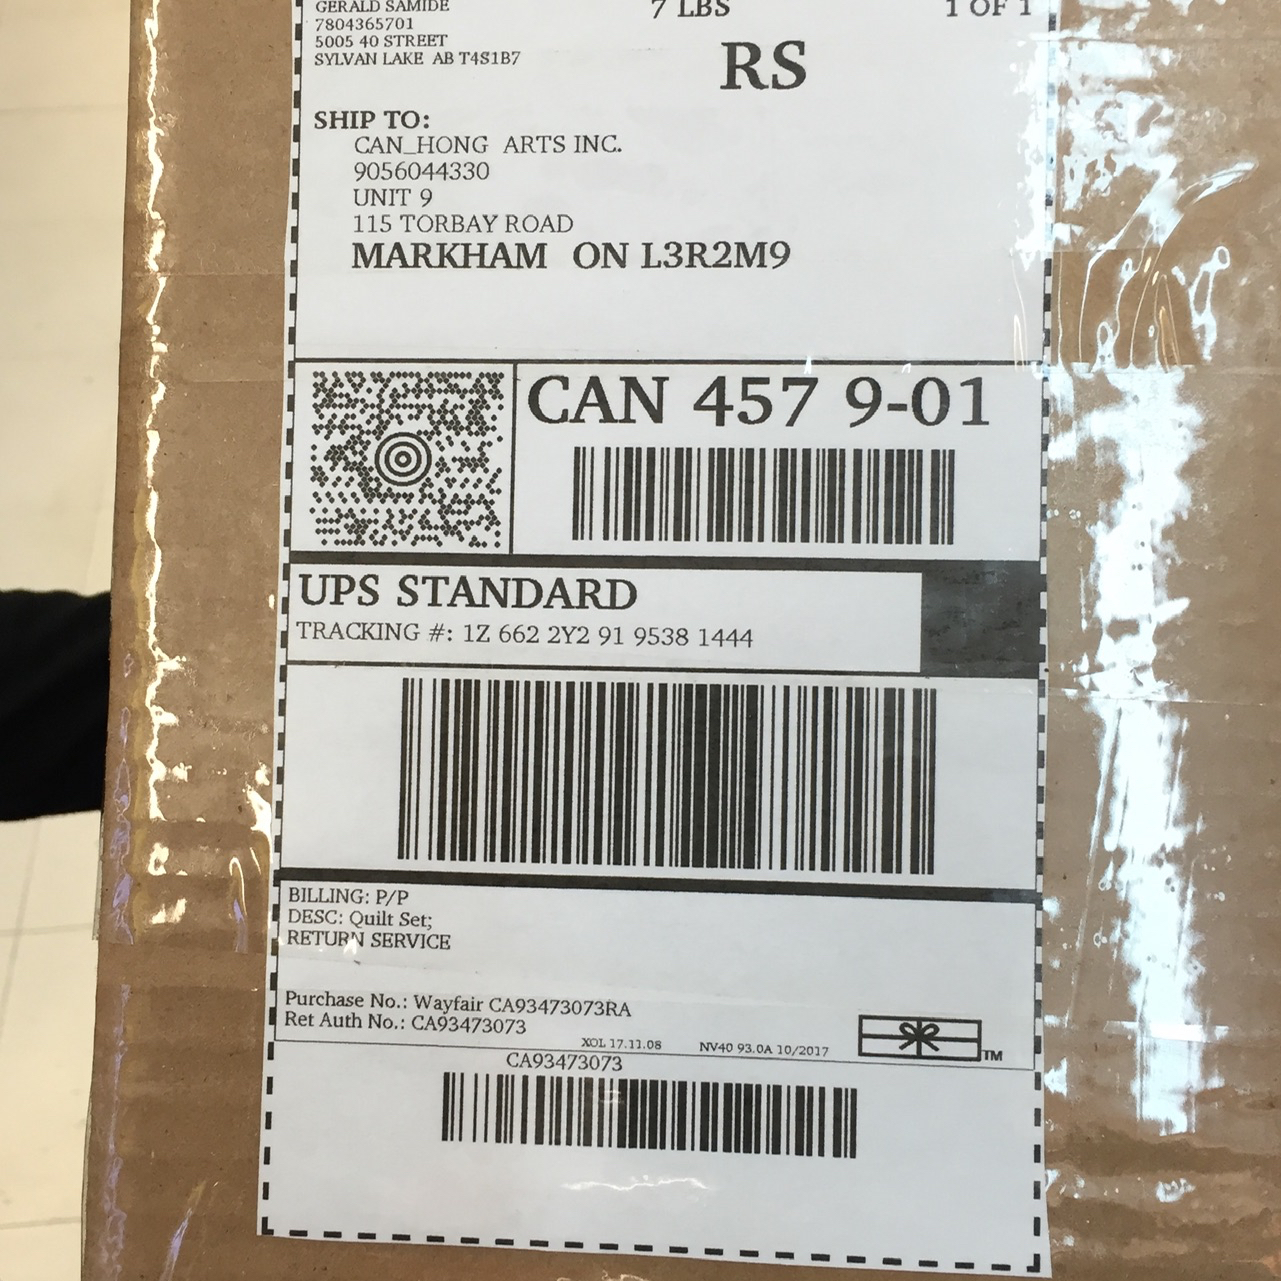 GERALD SAMIDE 7 LBS 1 OF 1
7804365701
5005 40 STREET
SYLVAN LAKE AB T4S1B7
RS
SHIP TO:
CAN_HONG ARTS INC.
9056044330
UNIT 9
115 TORBAY ROAD
MARKHAM ON L3R2M9
CAN 457 9-01
UPS STANDARD
TRACKING #: 1Z 662 2Y2 91 9538 1444
BILLING: P/P
DESC: Quilt Set;
RETURN SERVICE
Purchase No.: Wayfair CA93473073RA
Ret Auth No.: CA93473073
XOL 17.11.08 NV40 93.0A 10/2017
TM
CA93473073